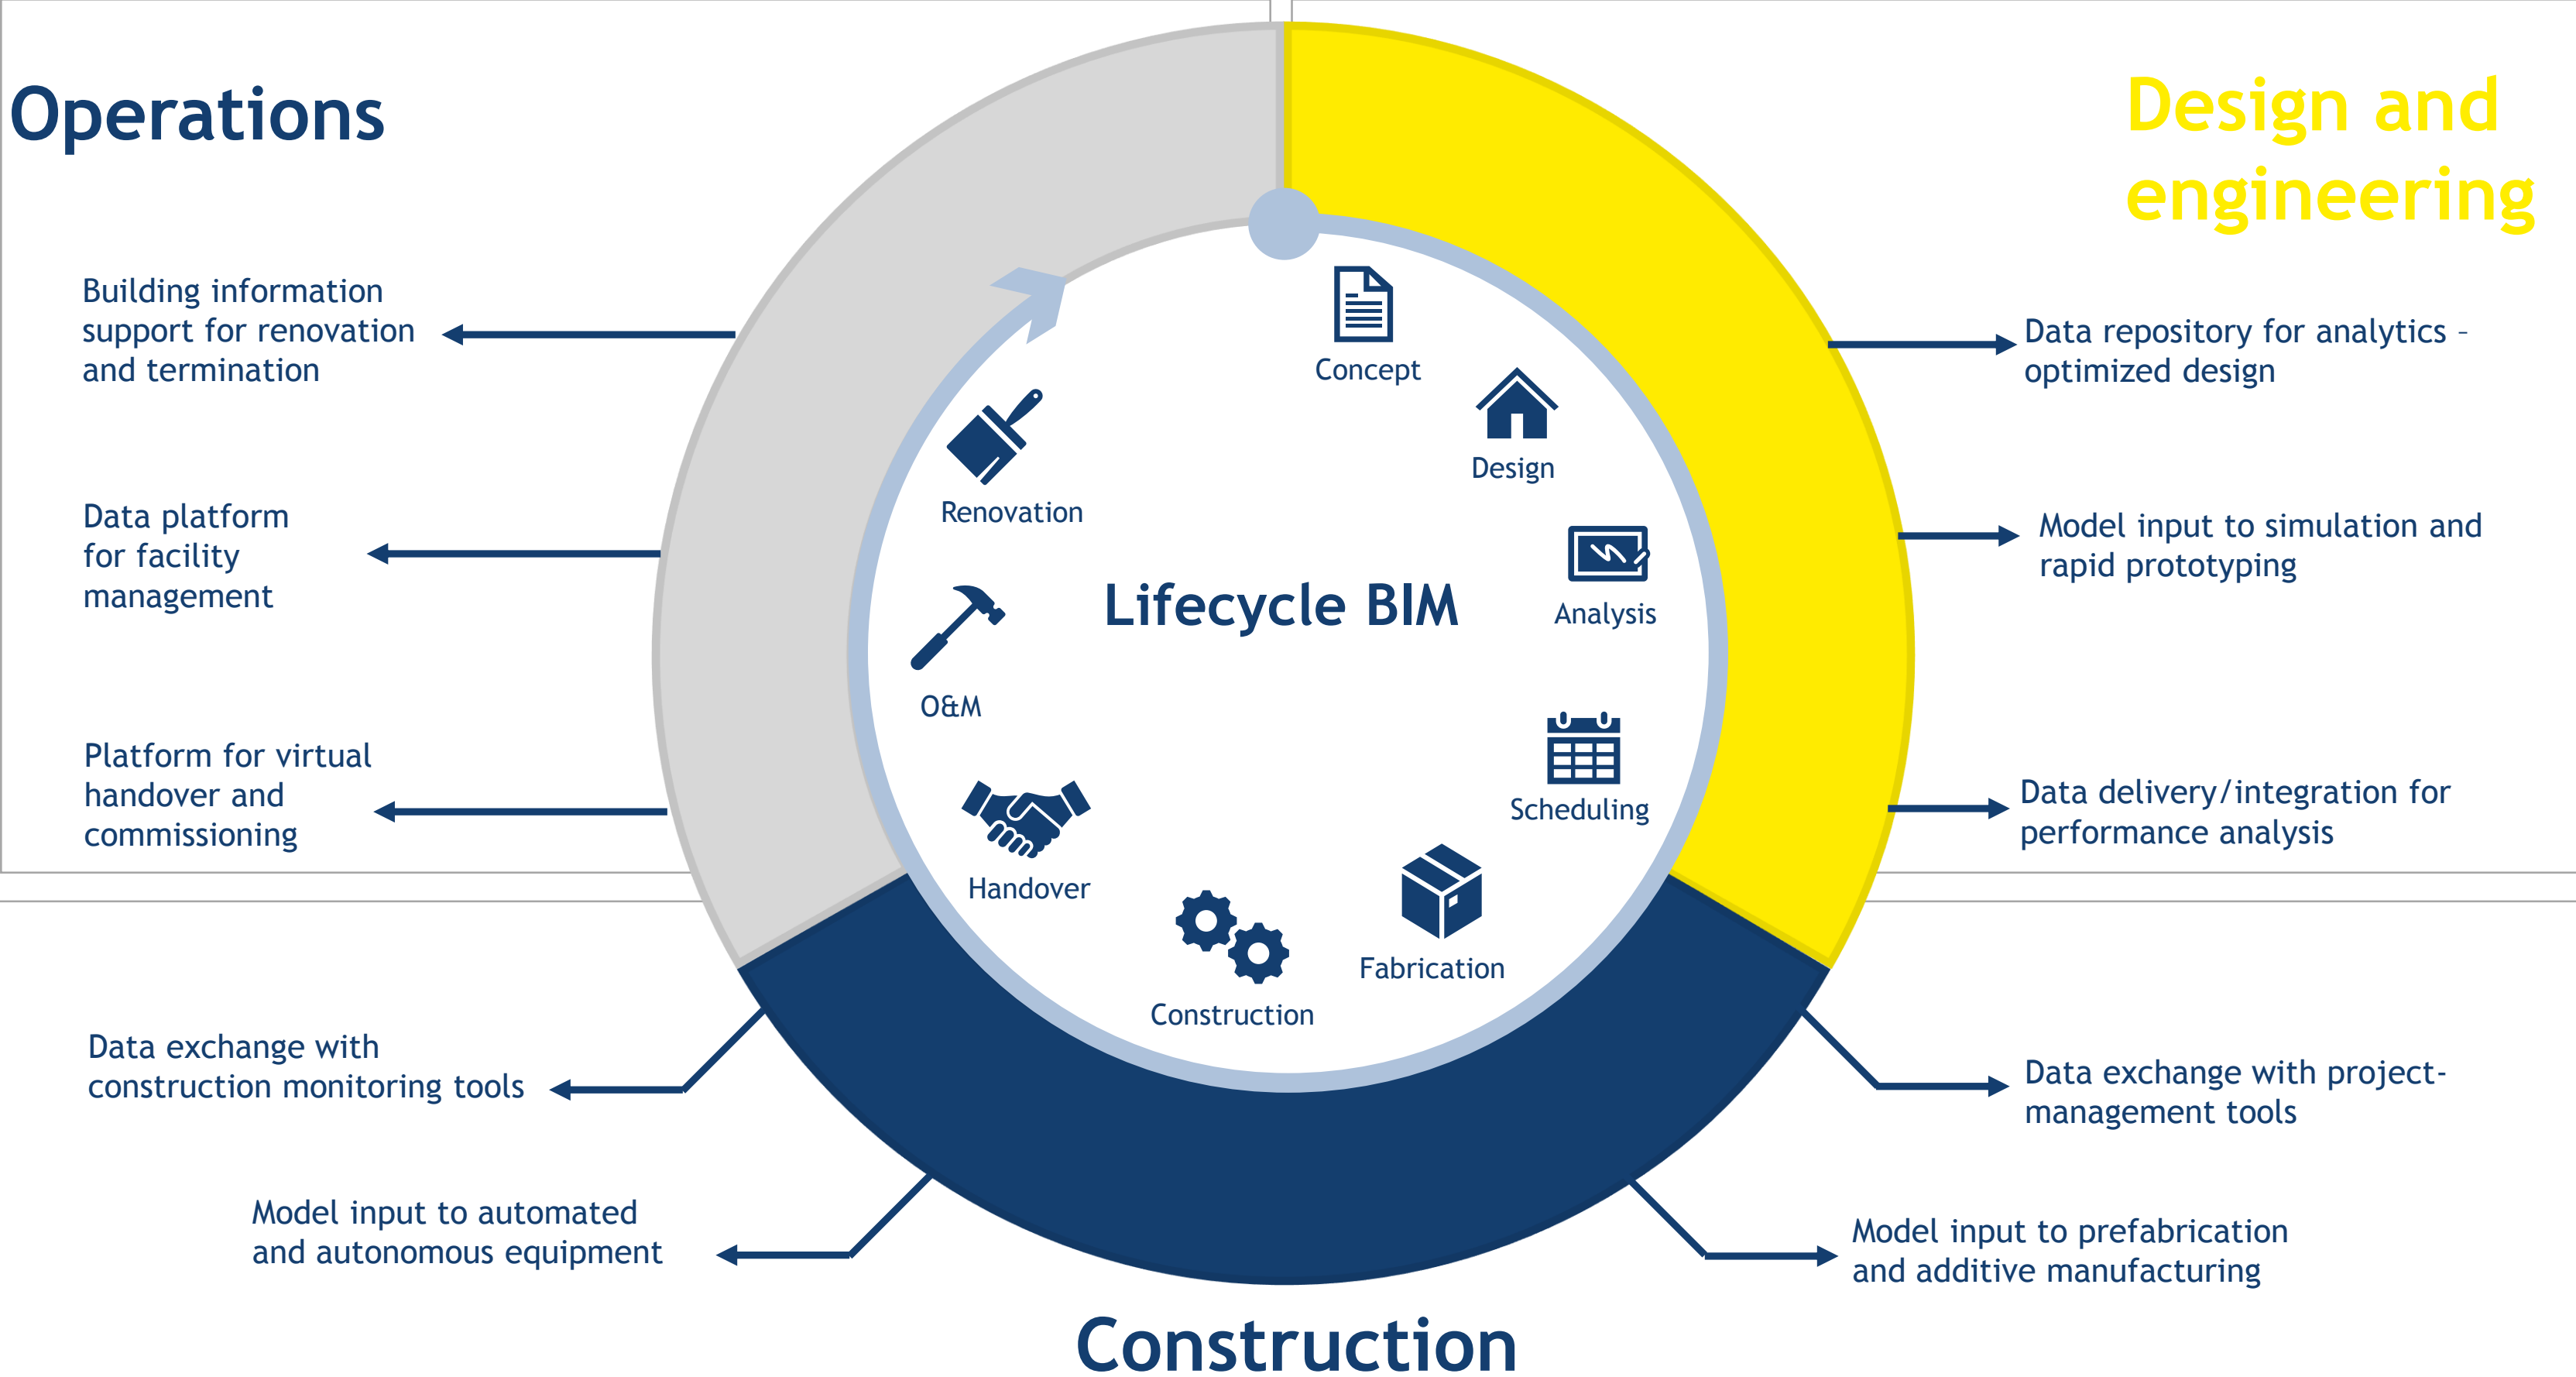 Operations
Design and
engineering
Building information
support for renovation
and termination
Data platform
for facility
management
Platform for virtual
handover and
commissioning
Data repository for analytics –
optimized design
Model input to simulation and
rapid prototyping
Data delivery/integration for
performance analysis
Lifecycle BIM
Concept
Design
Analysis
Scheduling
Fabrication
Construction
Handover
O&M
Renovation
Data exchange with
construction monitoring tools
Model input to automated
and autonomous equipment
Data exchange with project-
management tools
Model input to prefabrication
and additive manufacturing
Construction